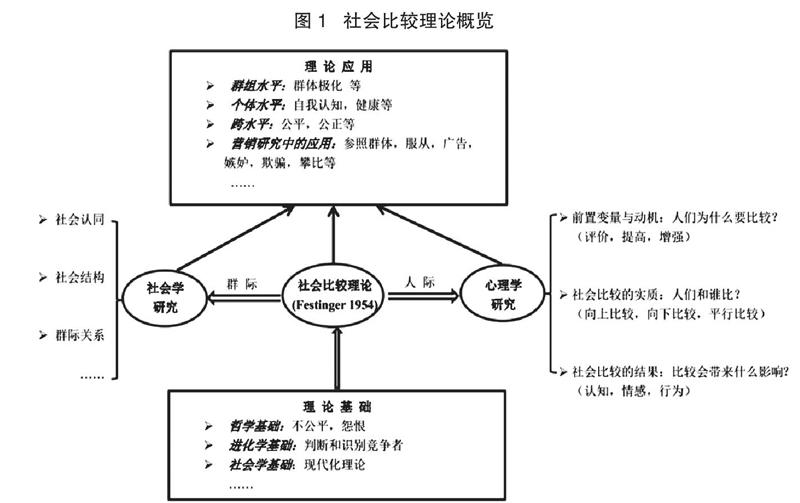 图 1 社会比较理论概览
理 论 应 用
➢ 群组水平：群体极化 等
➢ 个体水平：自我认知，健康等
➢ 跨水平：公平，公正等
➢ 营销研究中的应用：参照群体，服从，广告，
嫉妒，欺骗，攀比等
……
➢ 社会认同
➢ 社会结构
➢ 群际关系
……
社会学
研究
群 际
社会比较理论
(Festinger 1954)
人 际
心理学
研究
➢ 前置变量与动机：人们为什么要比较？
（评价，提高，增强）
➢ 社会比较的实质：人们和谁比？
（向上比较，向下比较，平行比较）
➢ 社会比较的结果：比较会带来什么影响？
（认知，情感，行为）
理 论 基 础
➢ 哲学基础：不公平，怨恨
➢ 进化学基础：判断和识别竞争者
➢ 社会学基础：现代化理论
……